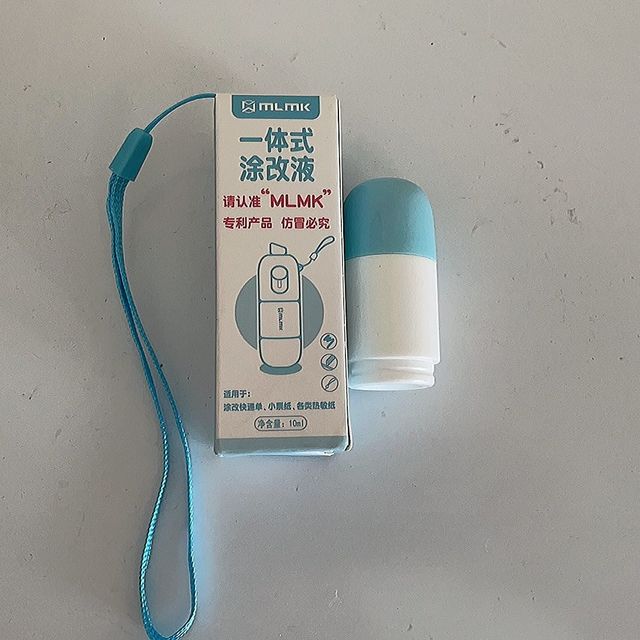 MLMK
一体式
涂改液
请认准“MLMK”
专利产品 仿冒必究
MLMK
适用于：
涂改快递单、小票纸、各类热敏纸
净含量：10ml